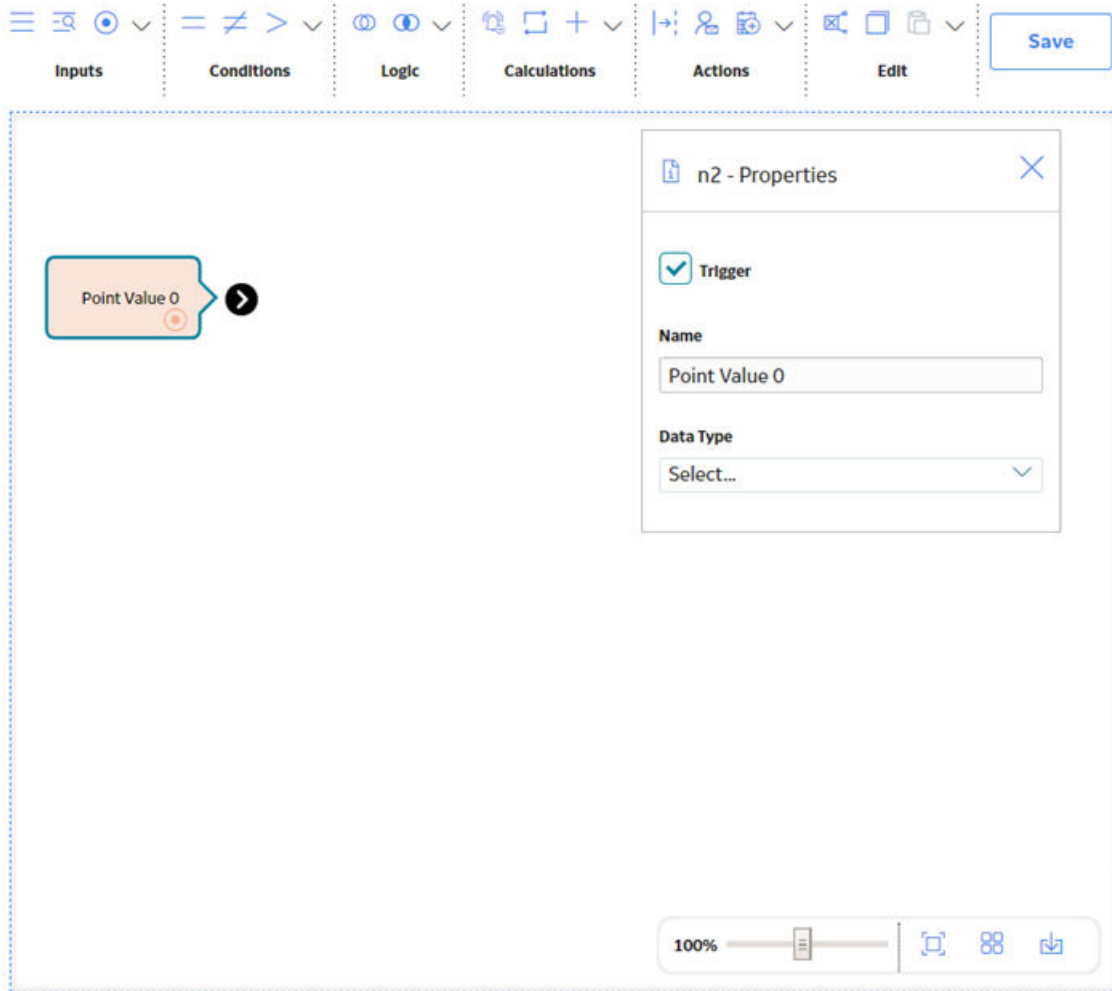 Save
Inputs
Conditions
Logic
Calculations
Actions
Edit
n2 - Properties
Trigger
Point Value 0
Name
Point Value 0
Data Type
Select...
100%